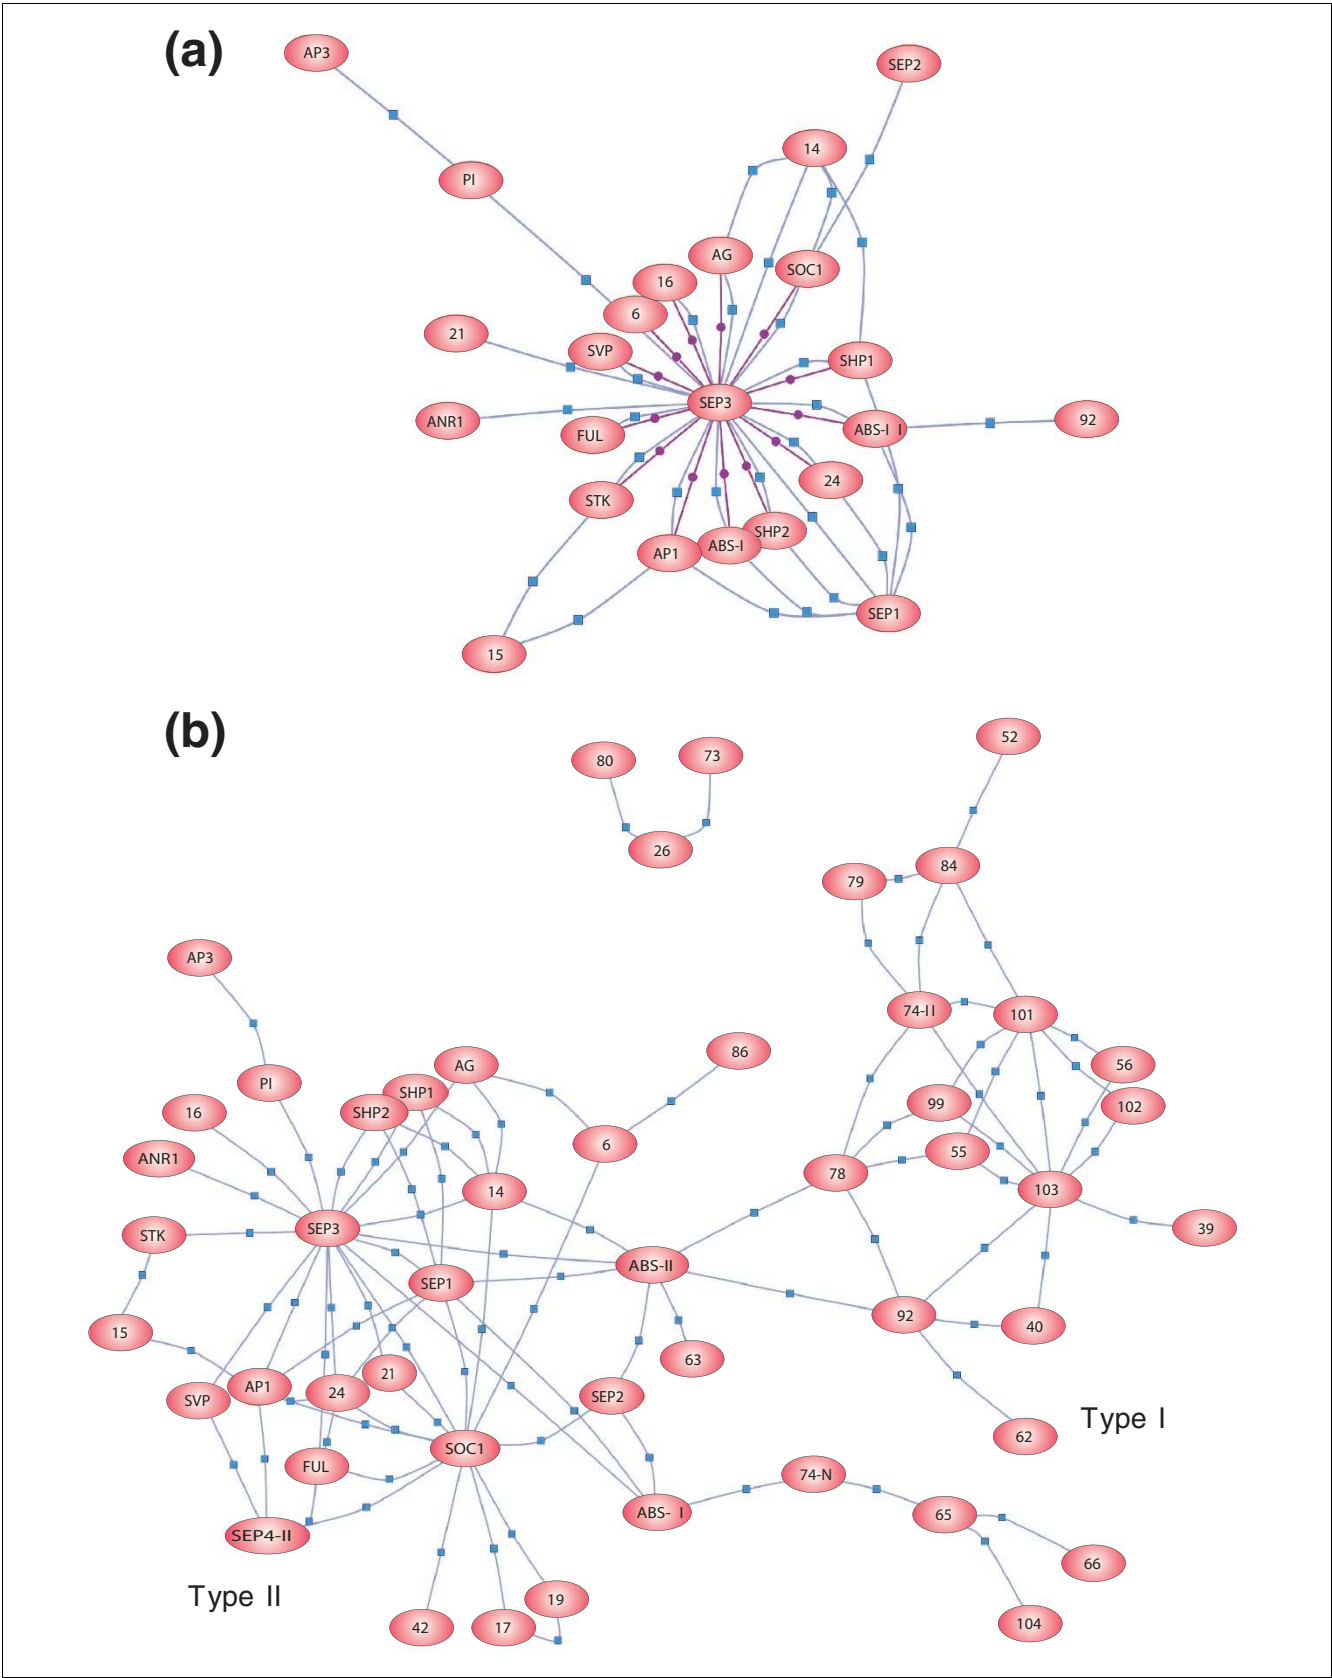 (a)
AP3
SEP2
14
PI
AG
SOC1
16
6
21
SVP
SHP1
SEP3
ANR1
FUL
ABS-I I
92
24
STK
SHP2
ABS-I
AP1
SEP1
15
(b)
52
80
73
26
84
79
AP3
74-II
101
86
56
AG
PI
SHP1
99
102
16
SHP2
6
ANR1
55
78
103
14
SEP3
39
STK
ABS-II
SEP1
92
40
15
63
21
AP1
24
SVP
SEP2
Type I
62
SOC1
FUL
74-N
ABS- I
65
SEP4-II
66
Type II
19
42
17
104